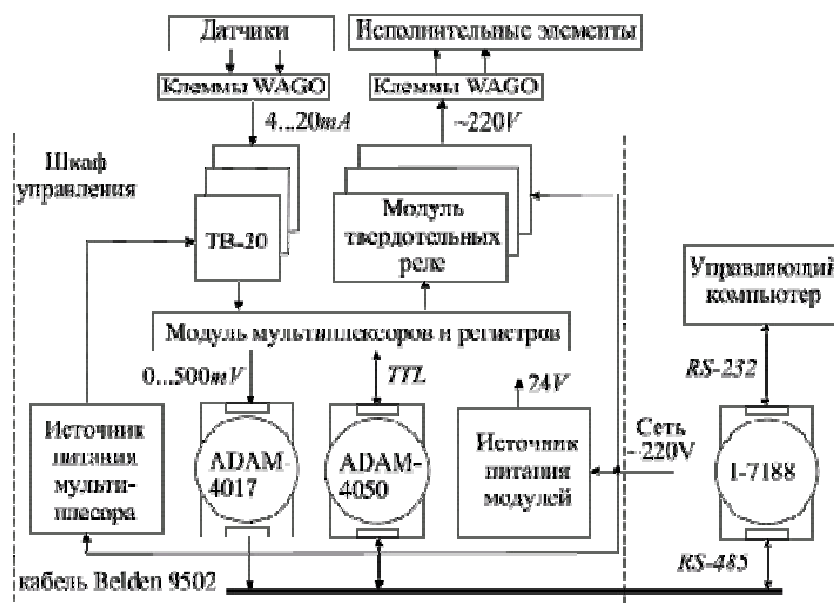 Датчики
Исполнительные элементы
Клеммы WAGO
Клеммы WAGO
4...20mA
~220V
Шкаф
управления
ТВ-20
Модуль
твердотельных
реле
Управляющий
компьютер
Модуль мультиплексоров и регистров
0...500mV
TTL
24V
RS-232
Источник
питания
мульти-
плесора
ADAM-
4017
ADAM-
4050
Источник
питания
модулей
Сеть
~220V
I-7188
RS-485
кабель Belden 9502